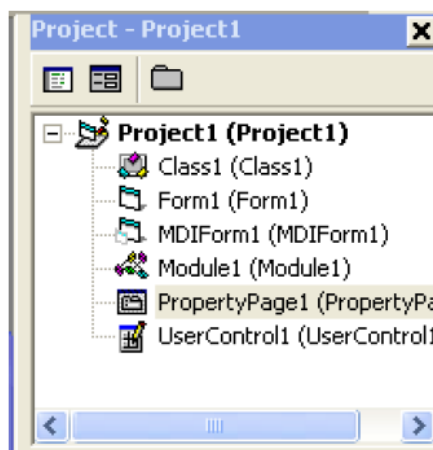 Project - Project1
Project1 (Project1)
Class1 (Class1)
Form1 (Form1)
MDIForm1 (MDIForm1)
Module1 (Module1)
PropertyPage1 (PropertyPa
UserControl1 (UserControl1